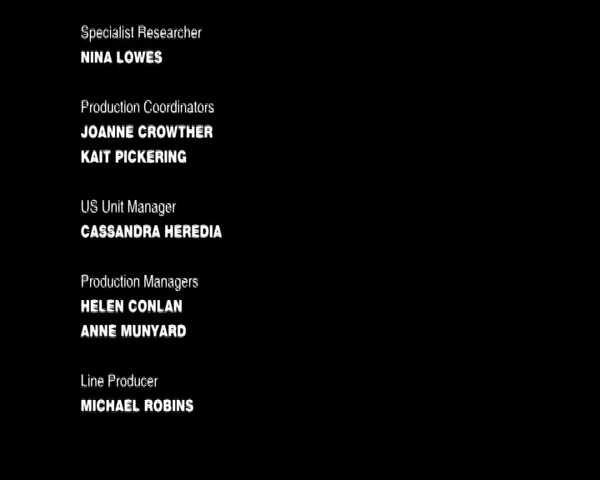 Specialist Researcher
NINA LOWES
Production Coordinators
JOANNE CROWTHER
KAIT PICKERING
US Unit Manager
CASSANDRA HEREDIA
Production Managers
HELEN CONLAN
ANNE MUNYARD
Line Producer
MICHAEL ROBINS